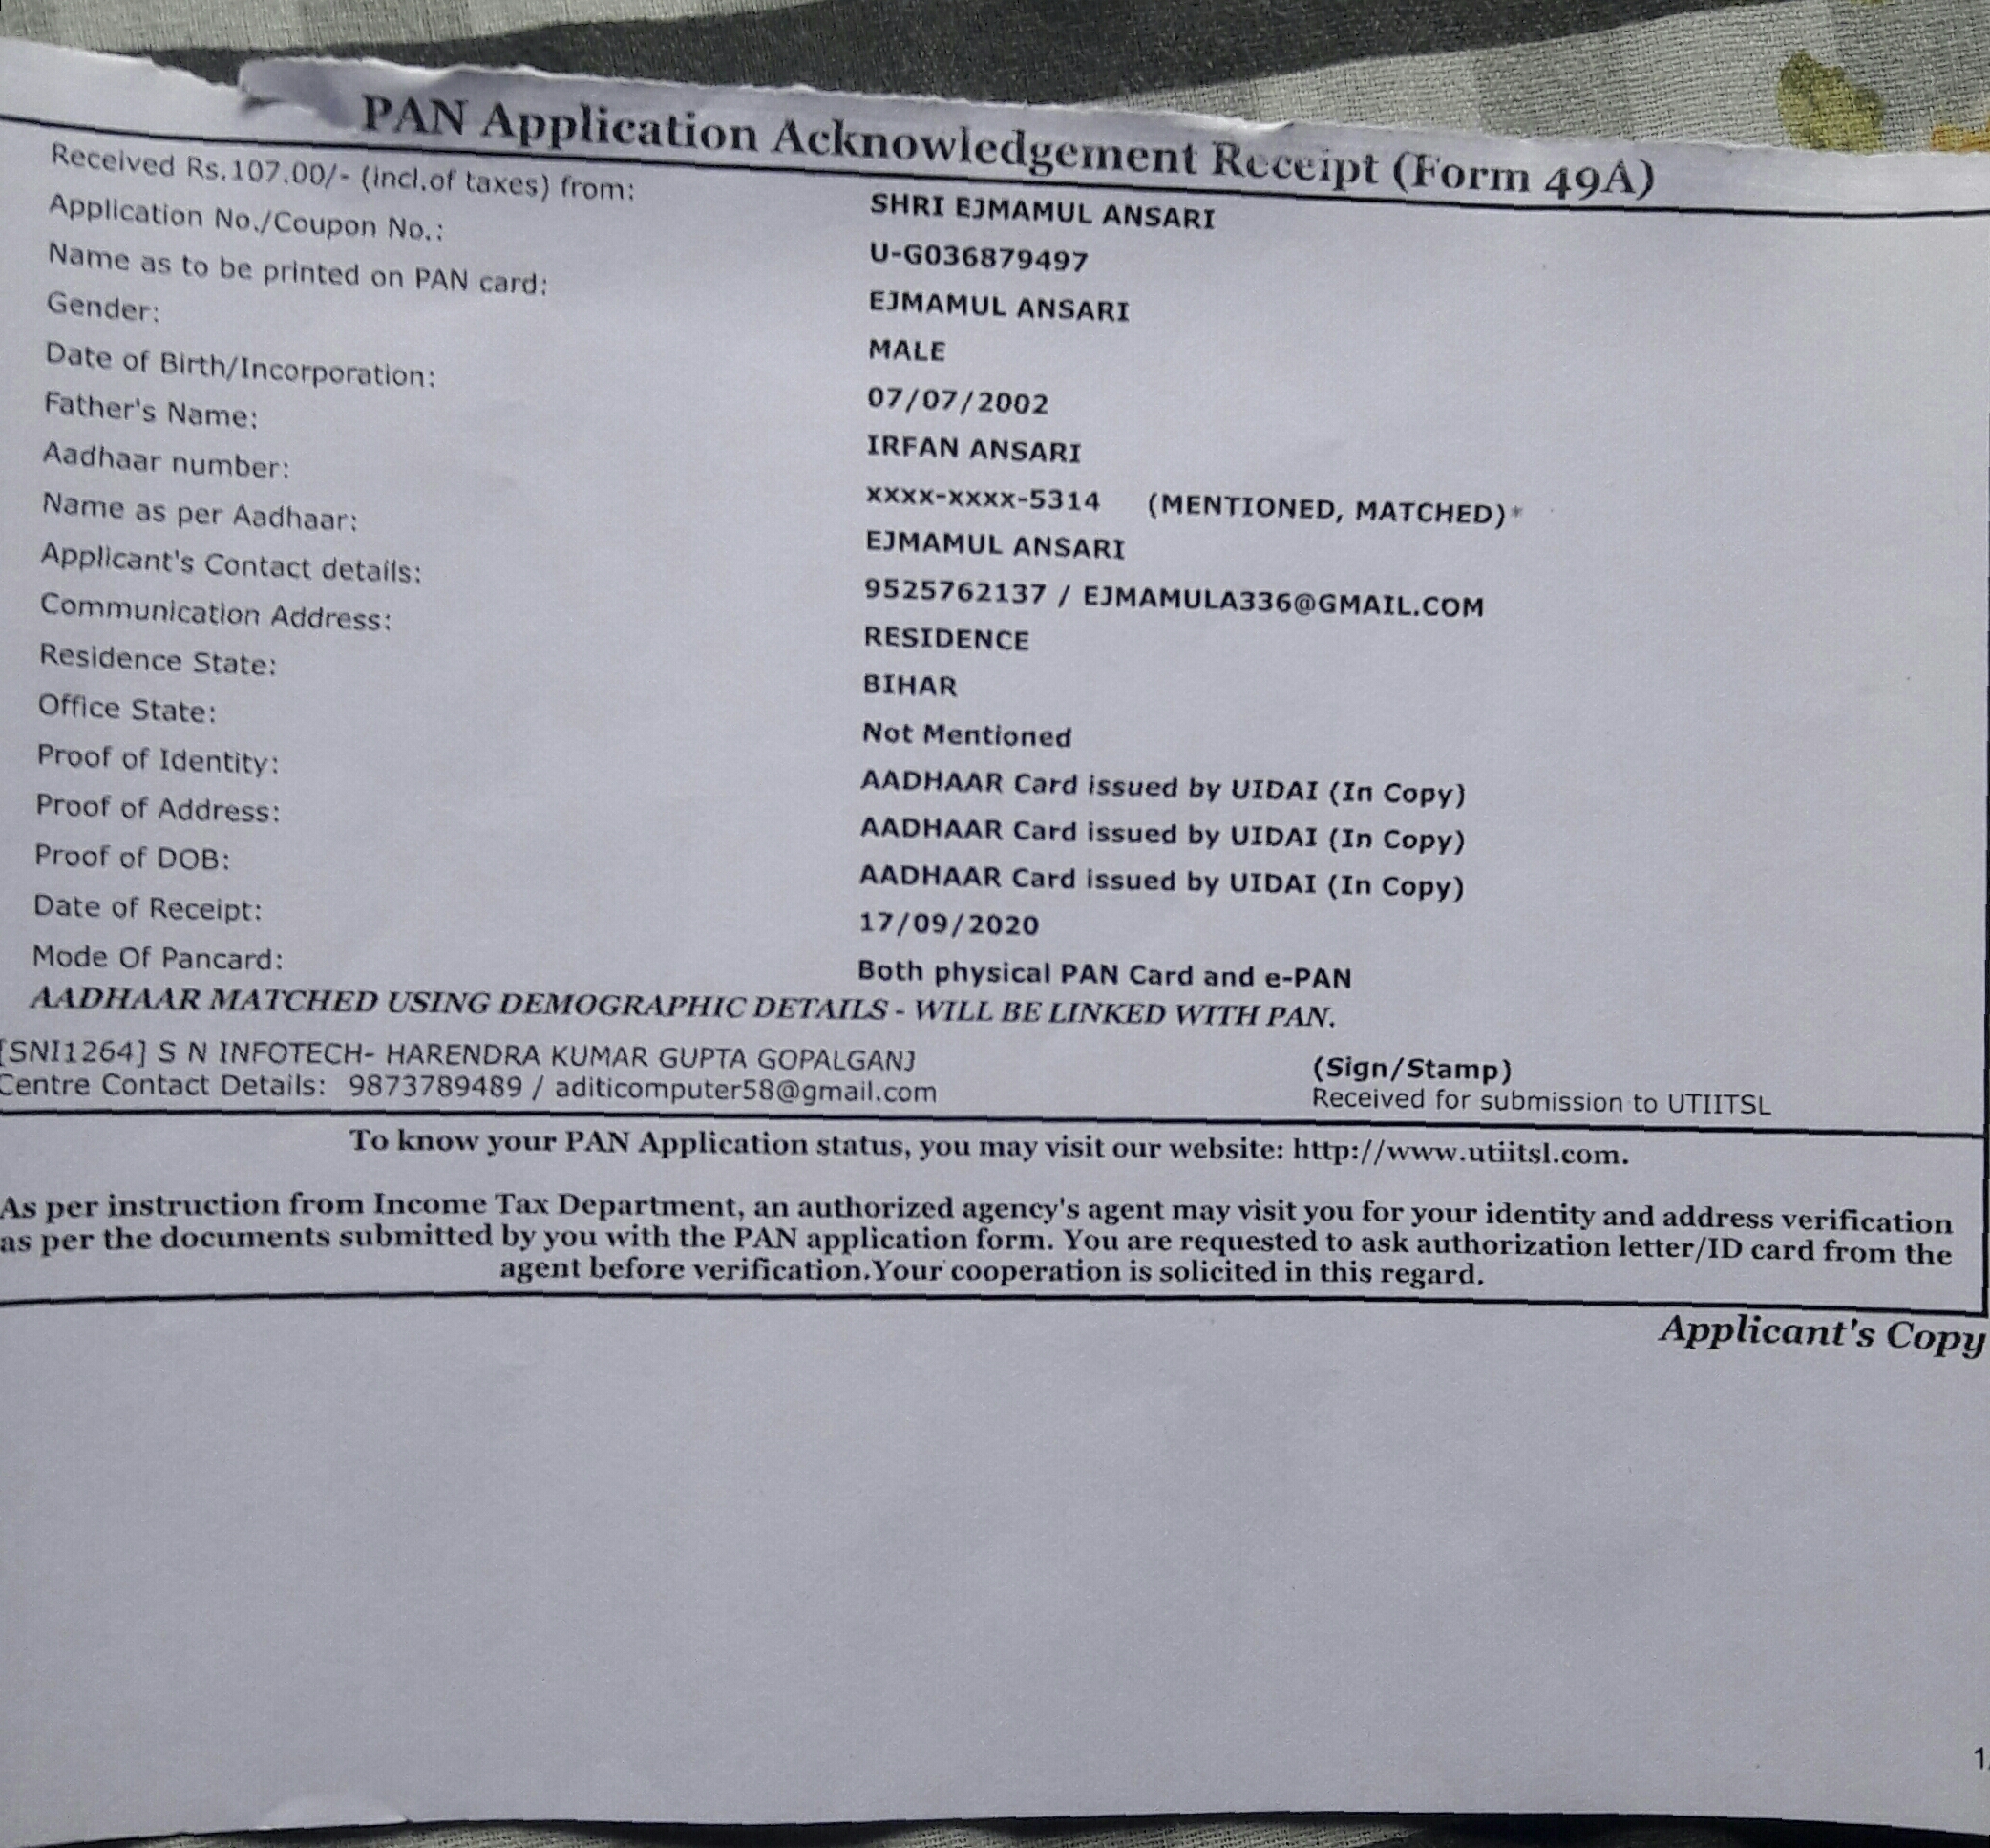 PAN Application Acknowledgement Receipt (Form 49A)
Received Rs.107.00/- (incl.of taxes) from: SHRI EJMAMUL ANSARI
Application No./Coupon No.: U-G036879497
Name as to be printed on PAN card: EJMAMUL ANSARI
Gender: MALE
Date of Birth/Incorporation: 07/07/2002
Father's Name: IRFAN ANSARI
Aadhaar number: xxxx-xxxx-5314 (MENTIONED, MATCHED)*
Name as per Aadhaar: EJMAMUL ANSARI
Applicant's Contact details: 9525762137 / EJMAMULA336@GMAIL.COM
Communication Address: RESIDENCE
Residence State: BIHAR
Office State: Not Mentioned
Proof of Identity: AADHAAR Card issued by UIDAI (In Copy)
Proof of Address: AADHAAR Card issued by UIDAI (In Copy)
Proof of DOB: AADHAAR Card issued by UIDAI (In Copy)
Date of Receipt: 17/09/2020
Mode Of Pancard: Both physical PAN Card and e-PAN
AADHAAR MATCHED USING DEMOGRAPHIC DETAILS - WILL BE LINKED WITH PAN.
[SNI1264] S N INFOTECH- HARENDRA KUMAR GUPTA GOPALGANJ (Sign/Stamp)
Centre Contact Details: 9873789489 / aditicomputer58@gmail.com Received for submission to UTIITSL
To know your PAN Application status, you may visit our website: http://www.utiitsl.com.
As per instruction from Income Tax Department, an authorized agency's agent may visit you for your identity and address verification
as per the documents submitted by you with the PAN application form. You are requested to ask authorization letter/ID card from the
agent before verification.Your cooperation is solicited in this regard.
Applicant's Copy